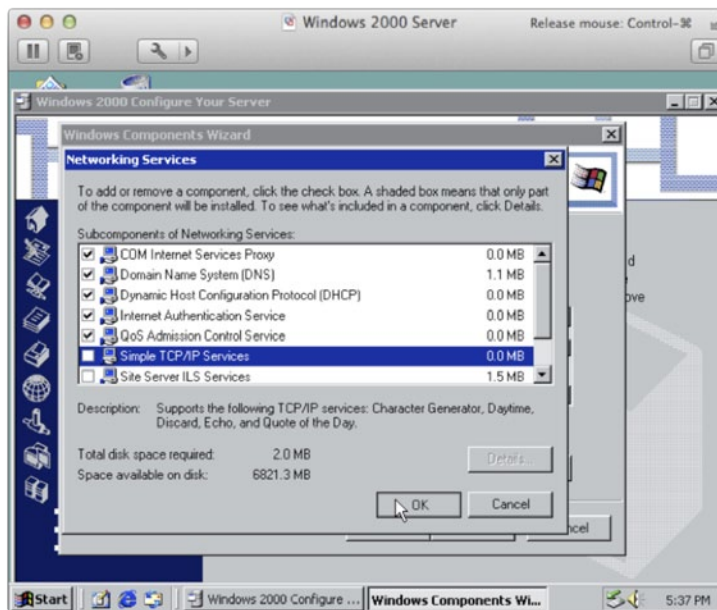 Windows 2000 Server
Release mouse: Control-⌘
Windows 2000 Configure Your Server
Windows Components Wizard
Networking Services
To add or remove a component, click the check box. A shaded box means that only part
of the component will be installed. To see what's included in a component, click Details.
Subcomponents of Networking Services:
COM Internet Services Proxy 0.0 MB
Domain Name System (DNS) 1.1 MB
Dynamic Host Configuration Protocol (DHCP) 0.0 MB
Internet Authentication Service 0.0 MB
QoS Admission Control Service 0.0 MB
Simple TCP/IP Services 0.0 MB
Site Server ILS Services 1.5 MB
Description: Supports the following TCP/IP services: Character Generator, Daytime,
Discard, Echo, and Quote of the Day.
Total disk space required: 2.0 MB
Details...
Space available on disk: 6821.3 MB
OK
Cancel
Start
Windows 2000 Configure ...
Windows Components Wi...
5:37 PM